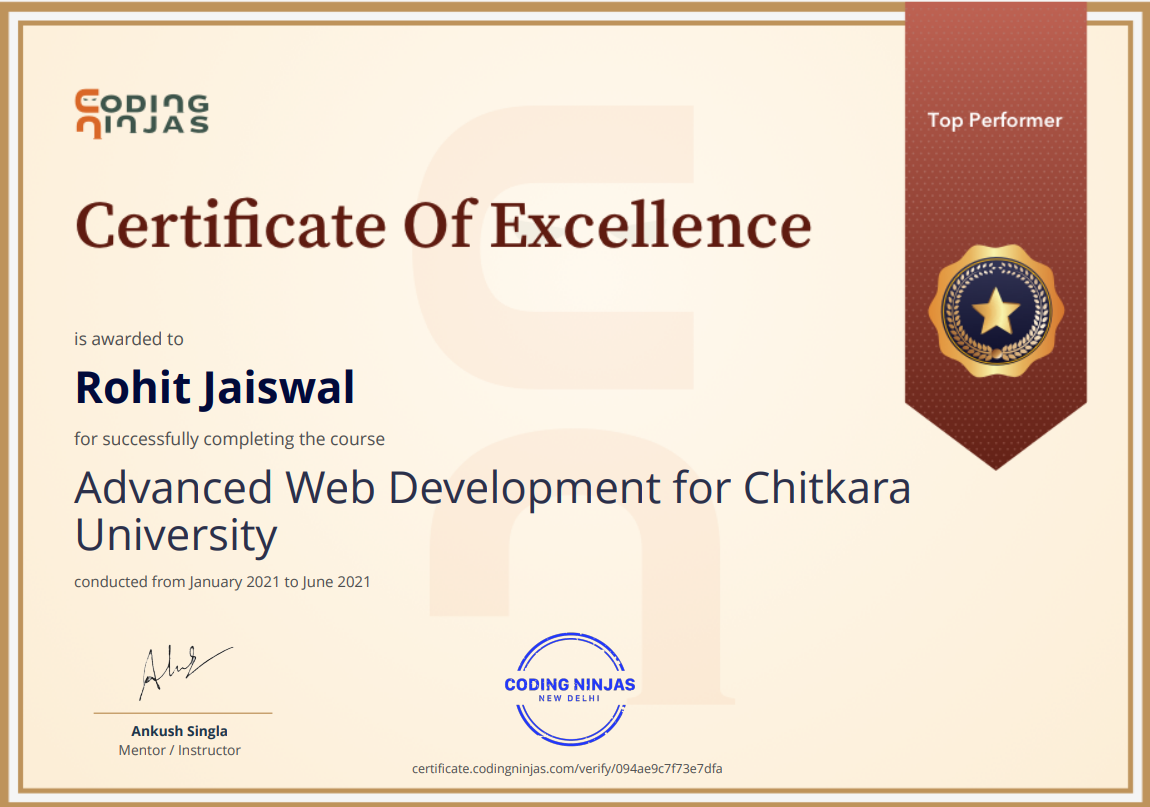 CODING
NINJAS
Top Performer
Certificate Of Excellence
is awarded to
Rohit Jaiswal
for successfully completing the course
Advanced Web Development for Chitkara
University
conducted from January 2021 to June 2021
CODING NINJAS
NEW DELHI
Ankush Singla
Mentor / Instructor
certificate.codingninjas.com/verify/094ae9c7f73e7dfa